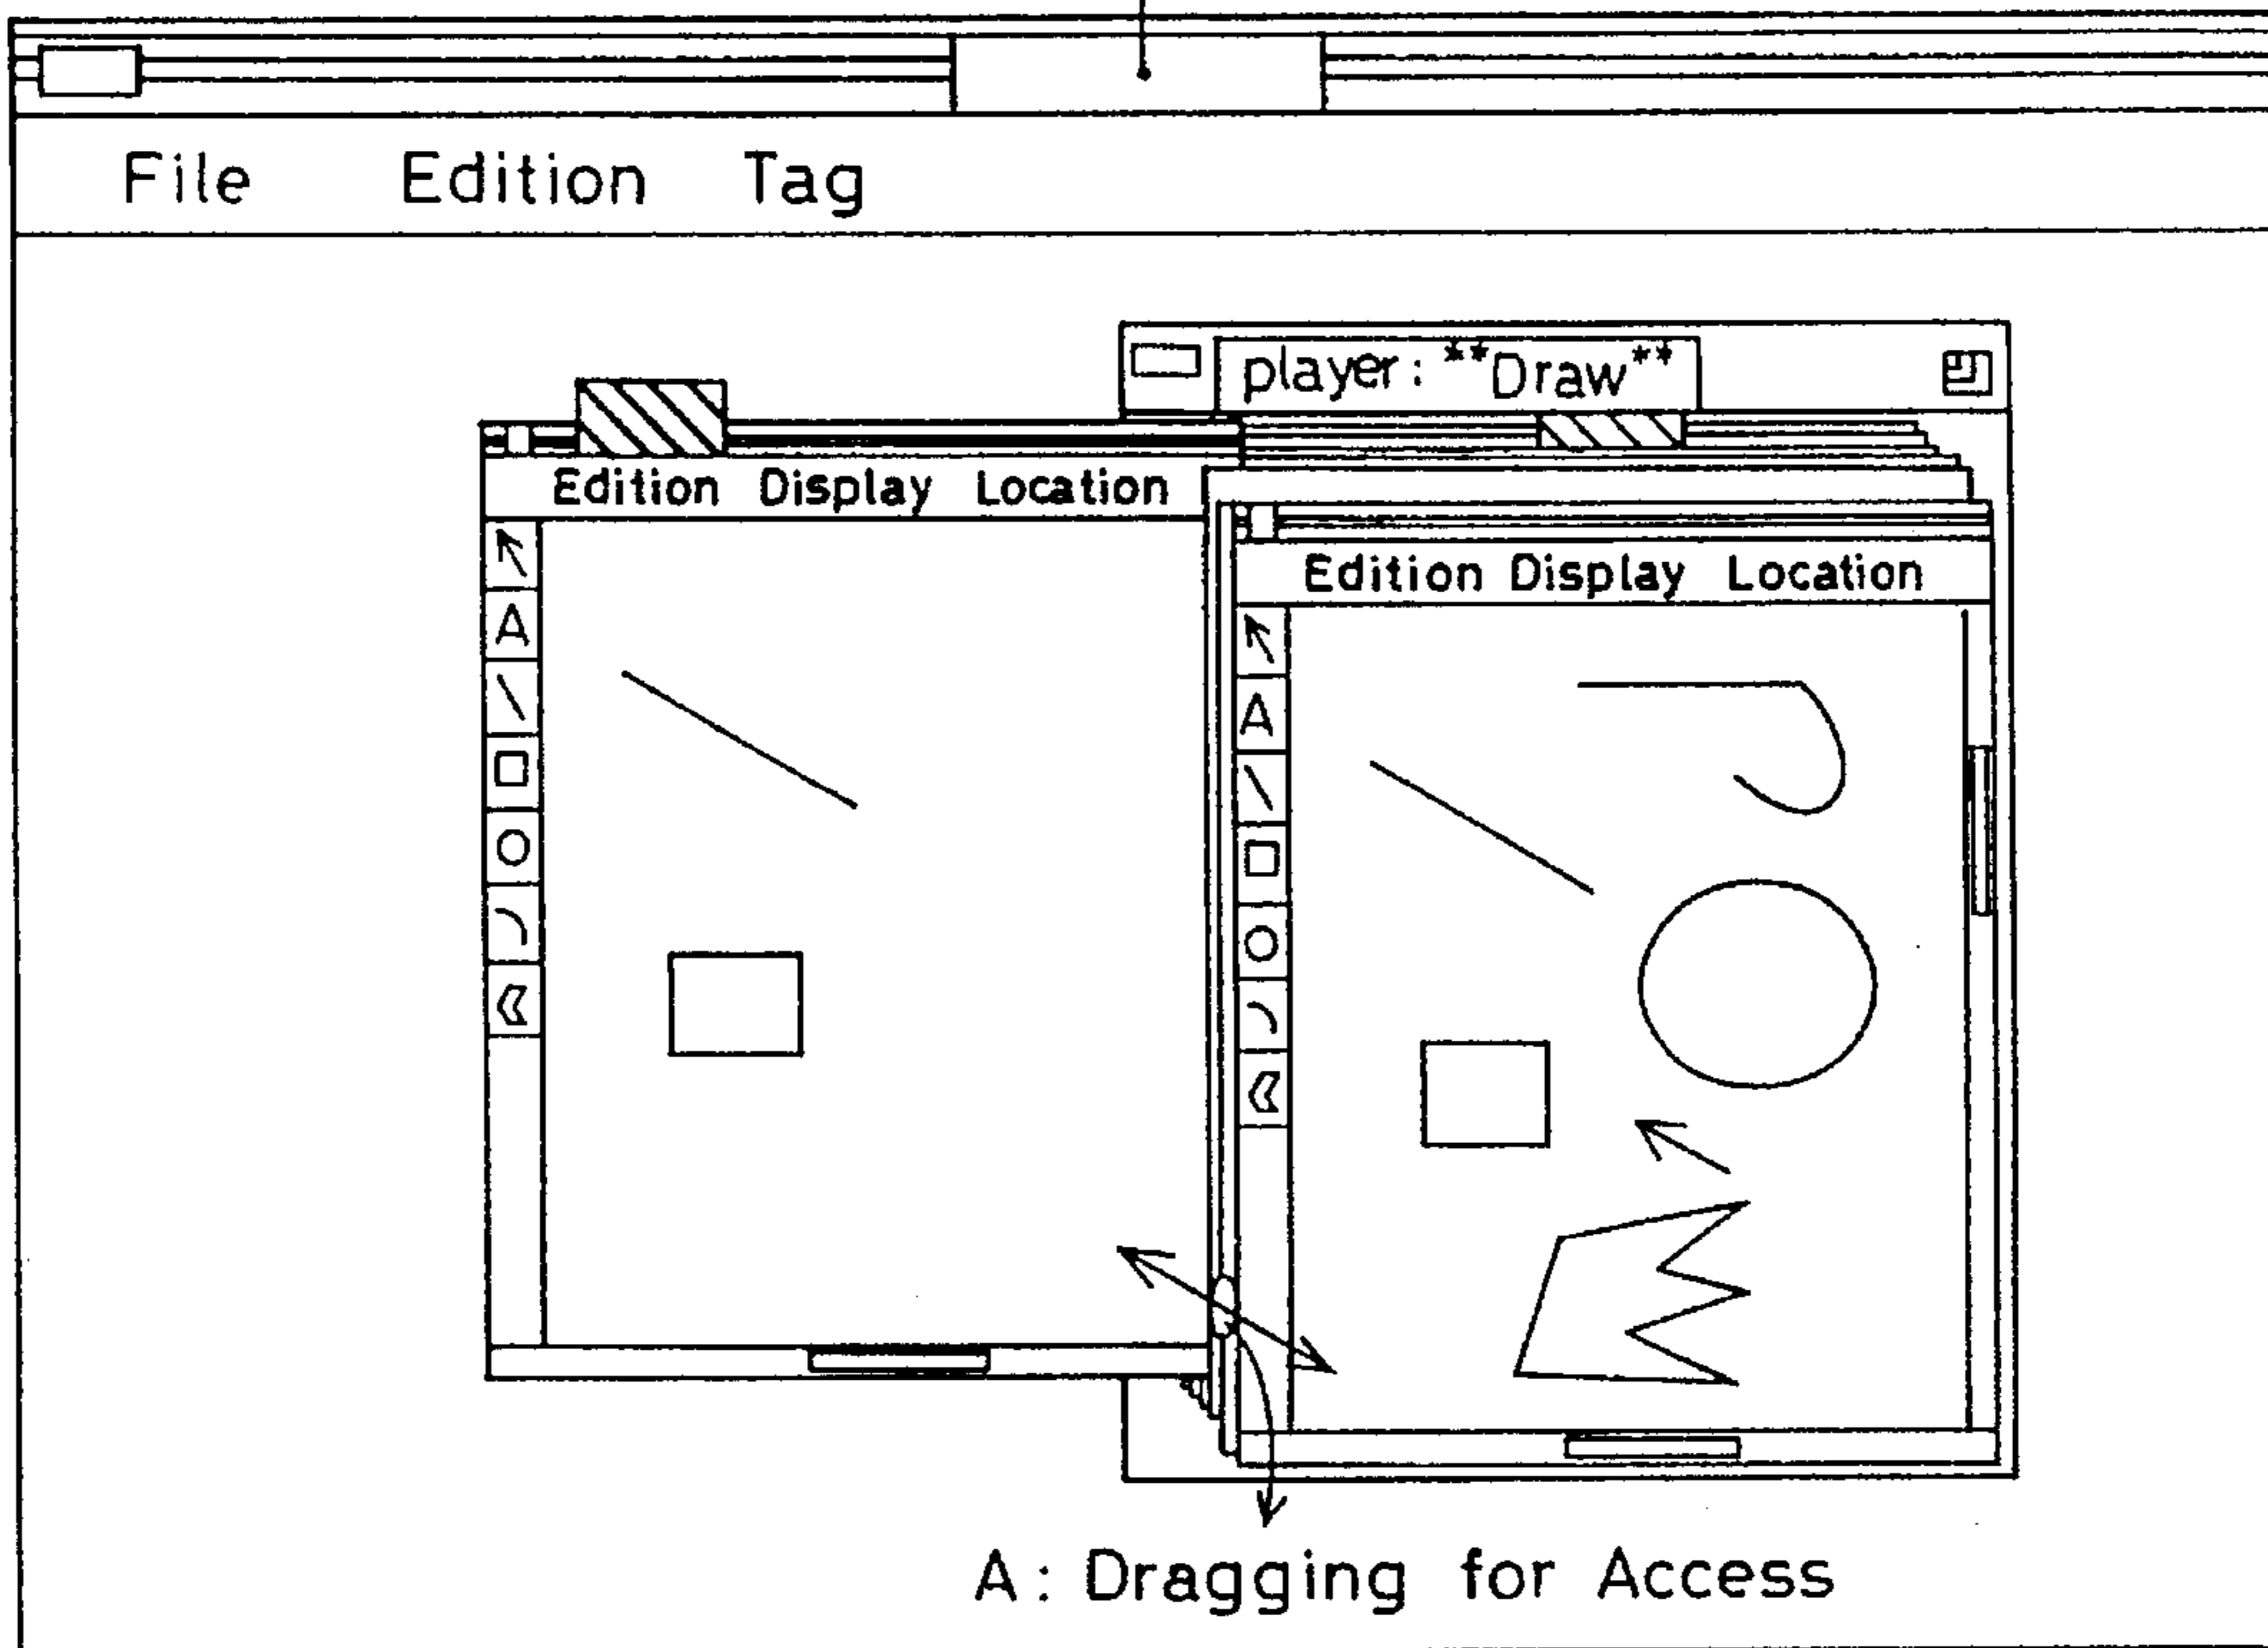 File Edition Tag
player: **Draw**
Edition Display Location
Edition Display Location
A
A
A: Dragging for Access